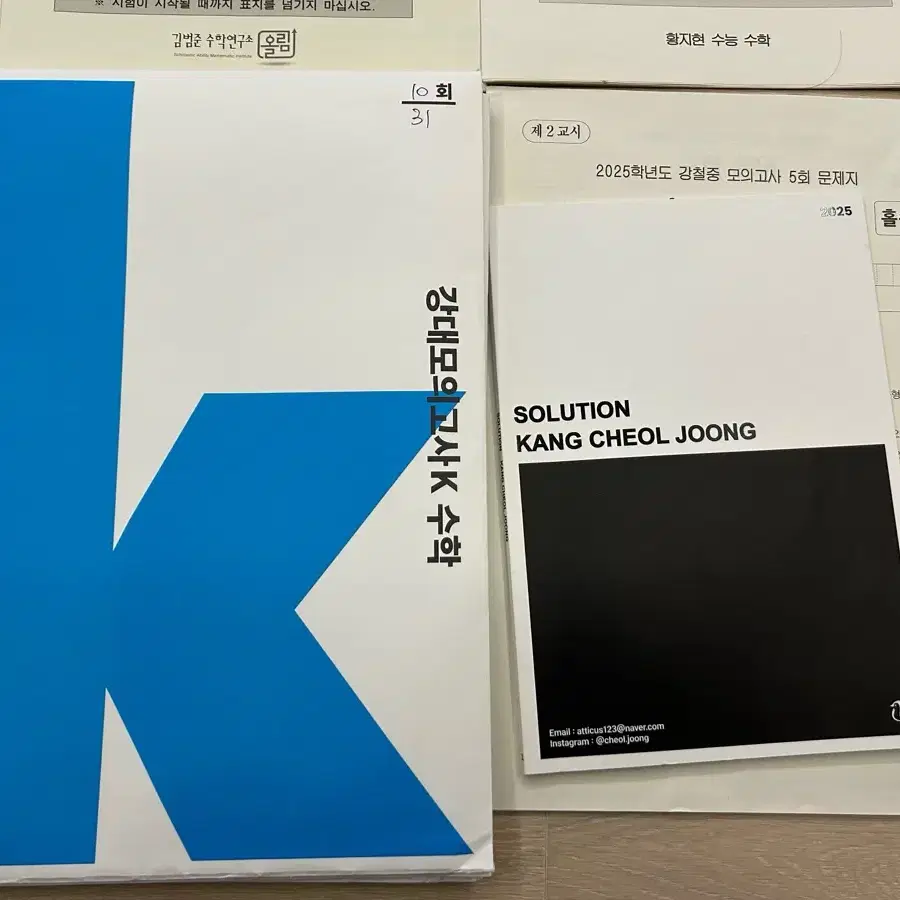 ※ 시험이 시작될 때까지 표지를 넘기지 마십시오.
김범준 수학연구소 올림
황지현 수능 수학
10 회
31
강대모의고사K 수학
제 2 교시
2025학년도 강철중 모의고사 5회 문제지
2025
SOLUTION
KANG CHEOL JOONG
Email : atticus123@naver.com
Instagram : @cheol.joong